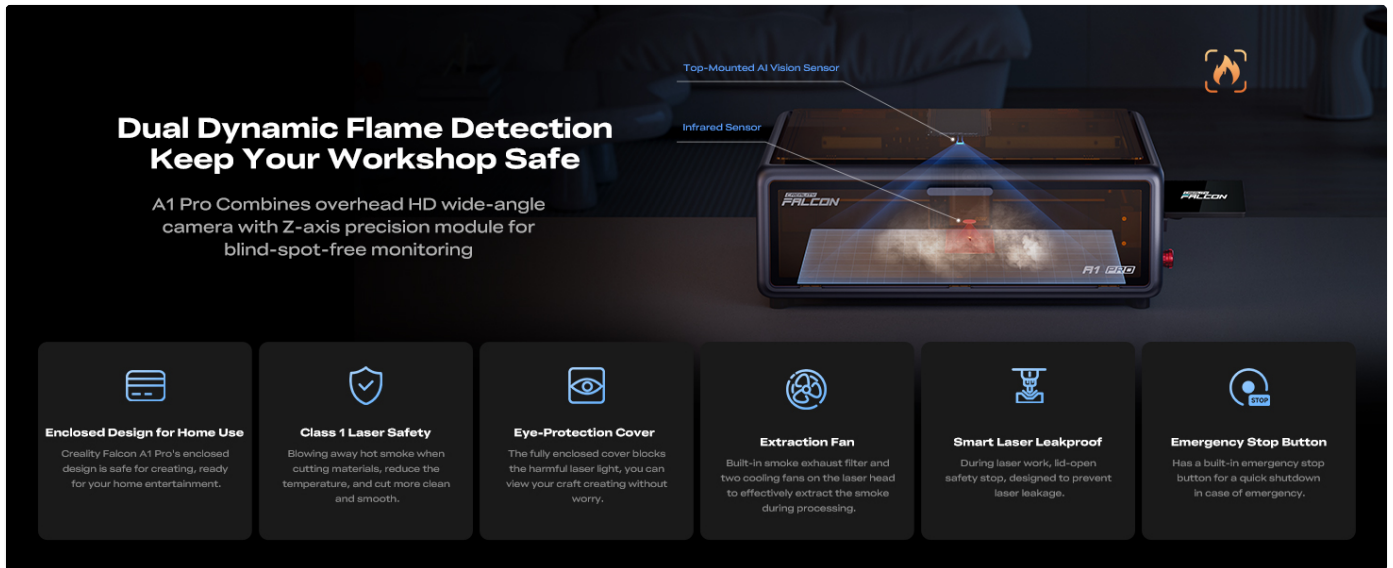 Top-Mounted AI Vision Sensor
Infrared Sensor
Dual Dynamic Flame Detection
Keep Your Workshop Safe
A1 Pro Combines overhead HD wide-angle
camera with Z-axis precision module for
blind-spot-free monitoring
CREALITY
FALCON
FALCON
A1 PRO
Enclosed Design for Home Use
Creality Falcon A1 Pro's enclosed
design is safe for creating, ready
for your home entertainment.
Class 1 Laser Safety
Blowing away hot smoke when
cutting materials, reduce the
temperature, and cut more clean
and smooth.
Eye-Protection Cover
The fully enclosed cover blocks
the harmful laser light, you can
view your craft creating without
worry.
Extraction Fan
Built-in smoke exhaust filter and
two cooling fans on the laser head
to effectively extract the smoke
during processing.
Smart Laser Leakproof
During laser work, lid-open
safety stop, designed to prevent
laser leakage.
STOP
Emergency Stop Button
Has a built-in emergency stop
button for a quick shutdown
in case of emergency.